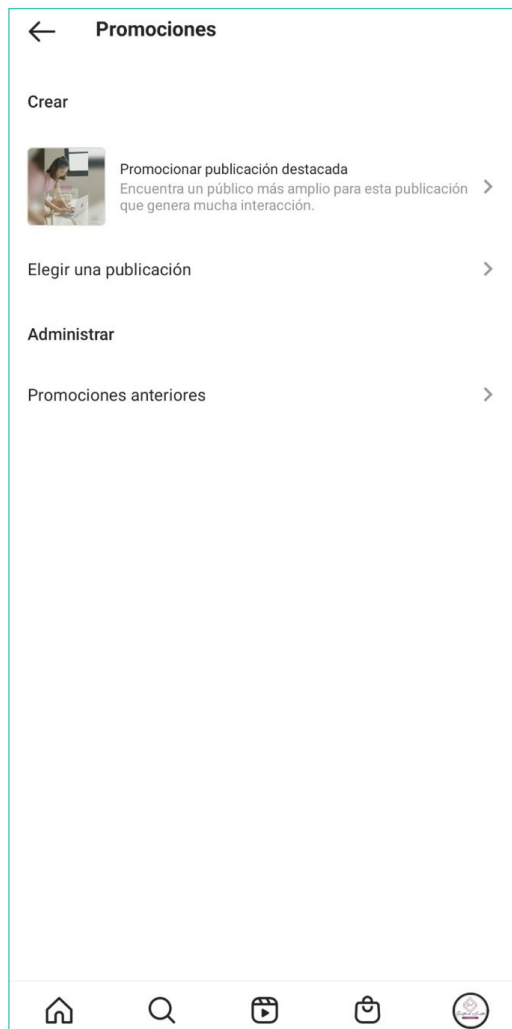 Promociones
Crear
Promocionar publicación destacada
Encuentra un público más amplio para esta publicación
que genera mucha interacción.
Elegir una publicación
Administrar
Promociones anteriores